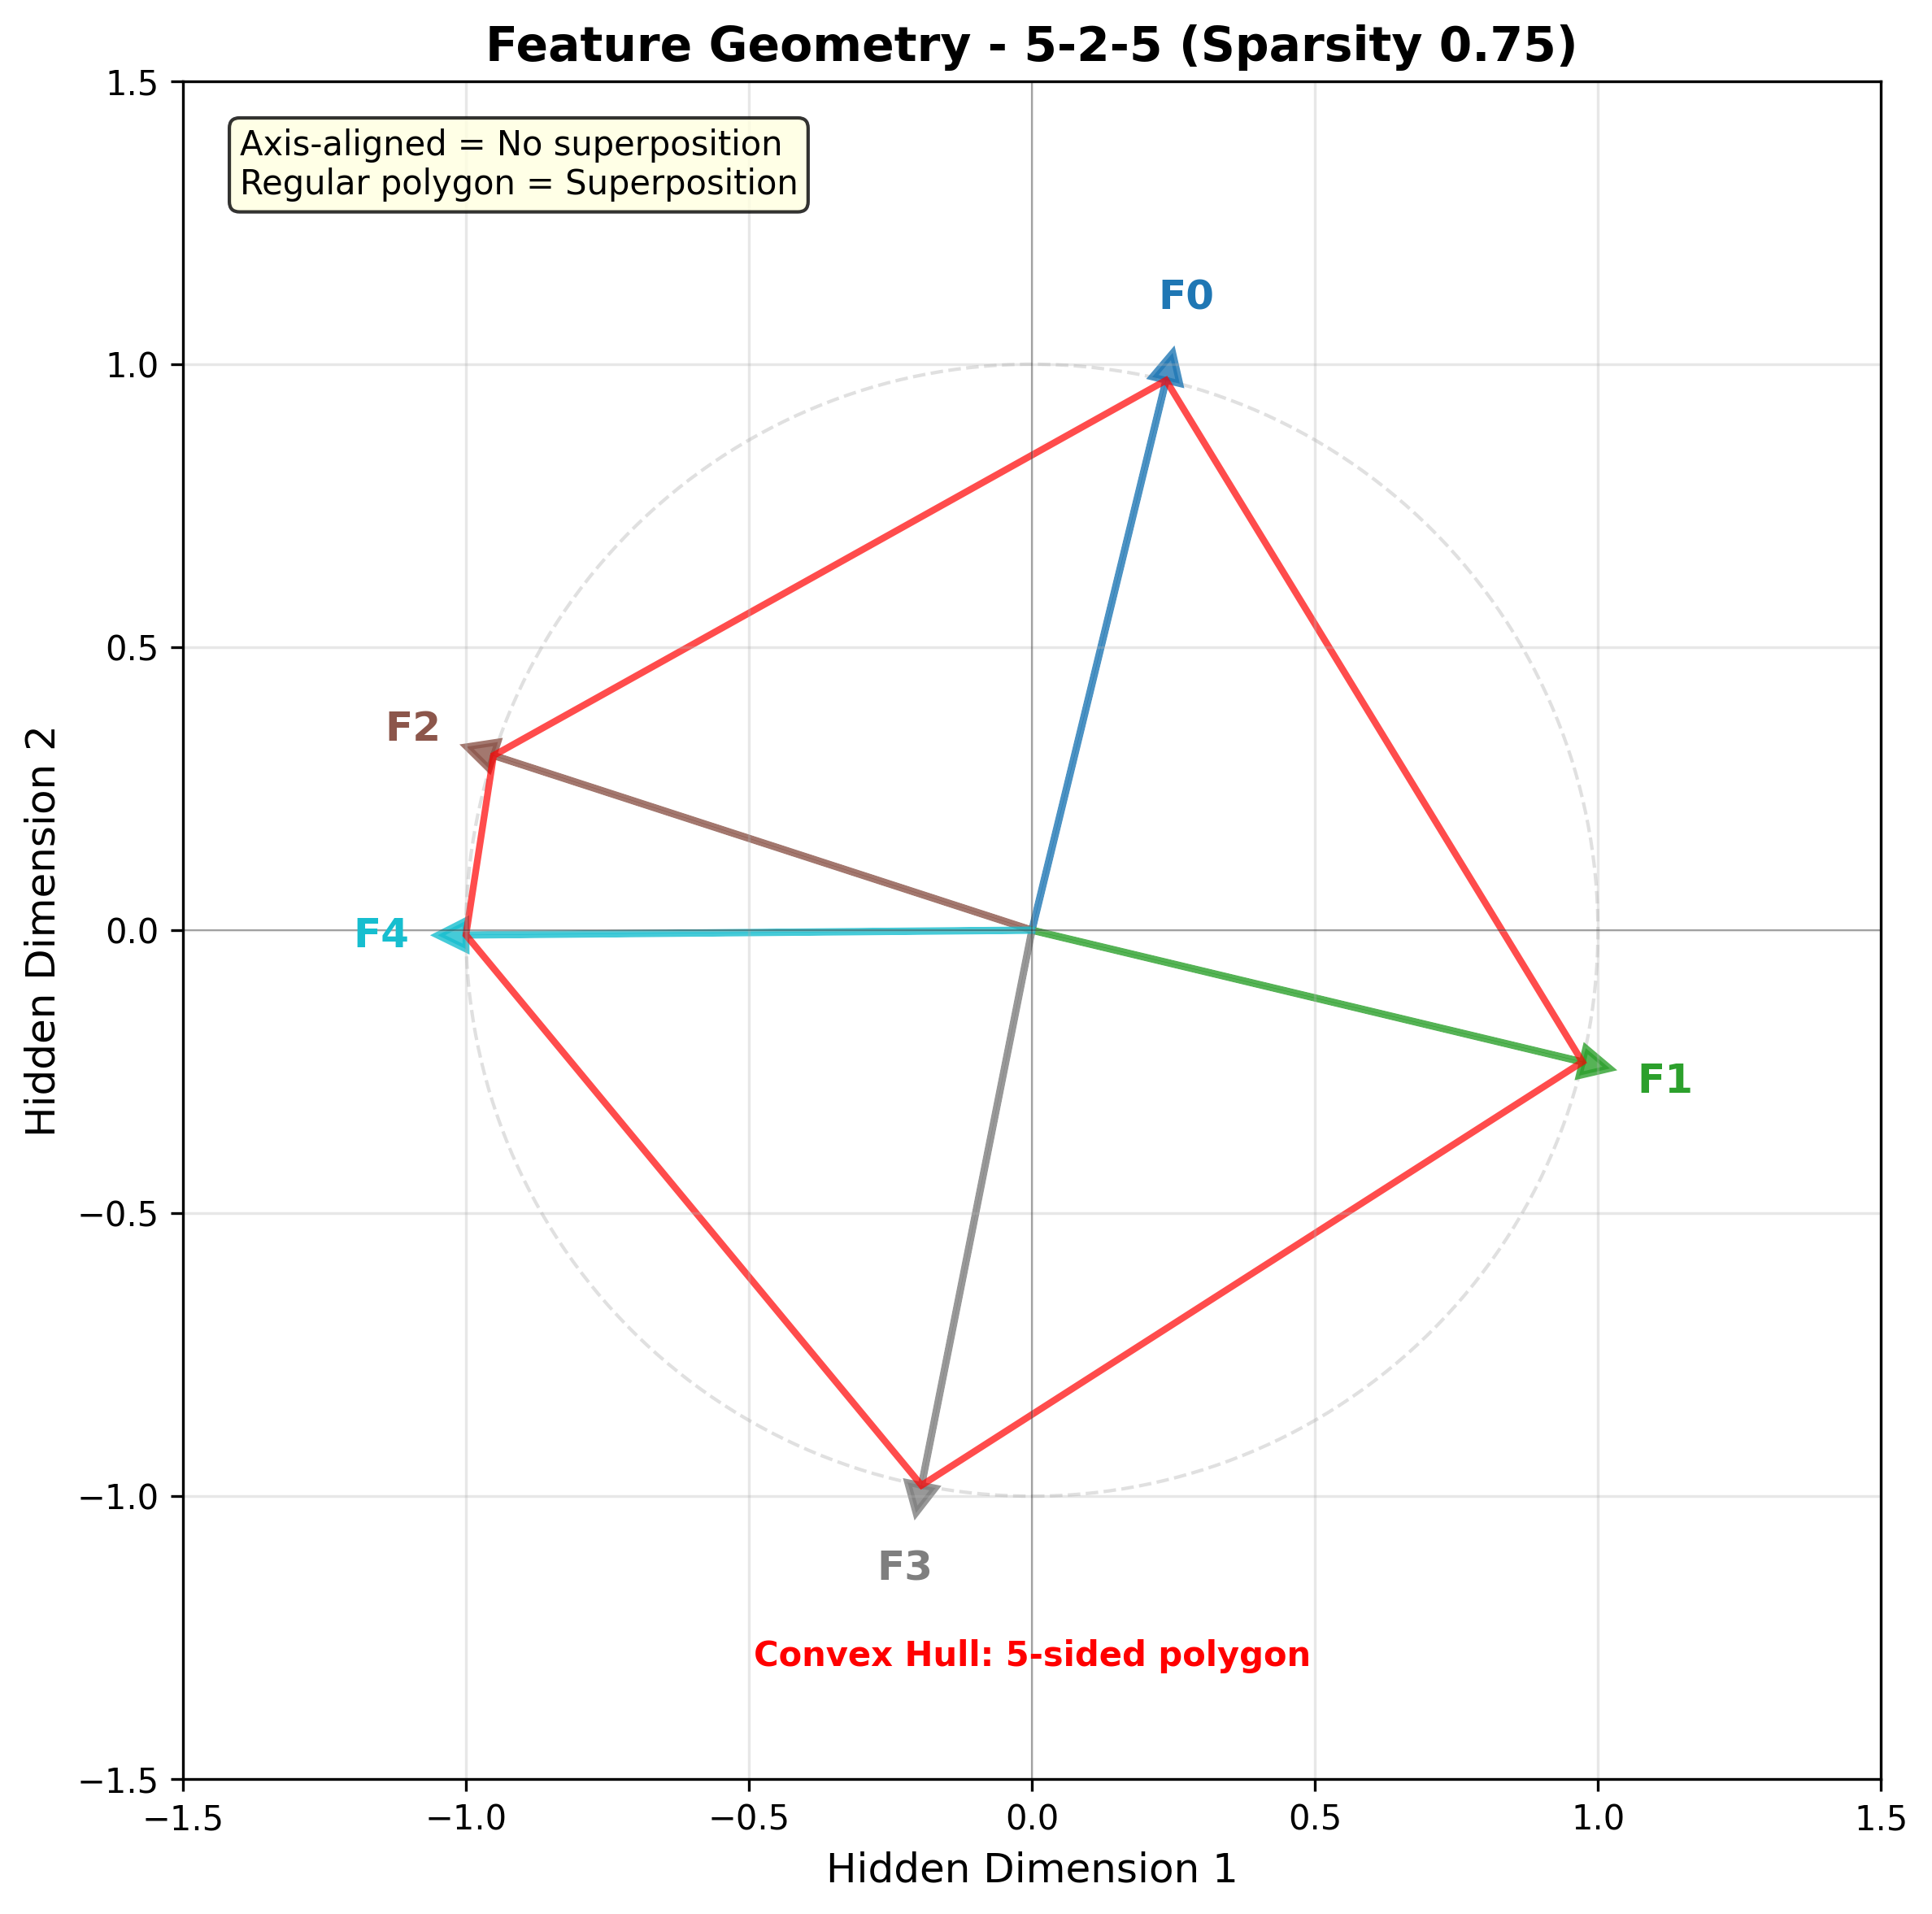 Feature Geometry - 5-2-5 (Sparsity 0.75)
1.5
Axis-aligned = No superposition
Regular polygon = Superposition
F0
1.0
0.5
F2
0.0
F4
F1
Hidden Dimension 2
−0.5
−1.0
F3
Convex Hull: 5-sided polygon
−1.5
−1.5 −1.0 −0.5 0.0 0.5 1.0 1.5
Hidden Dimension 1